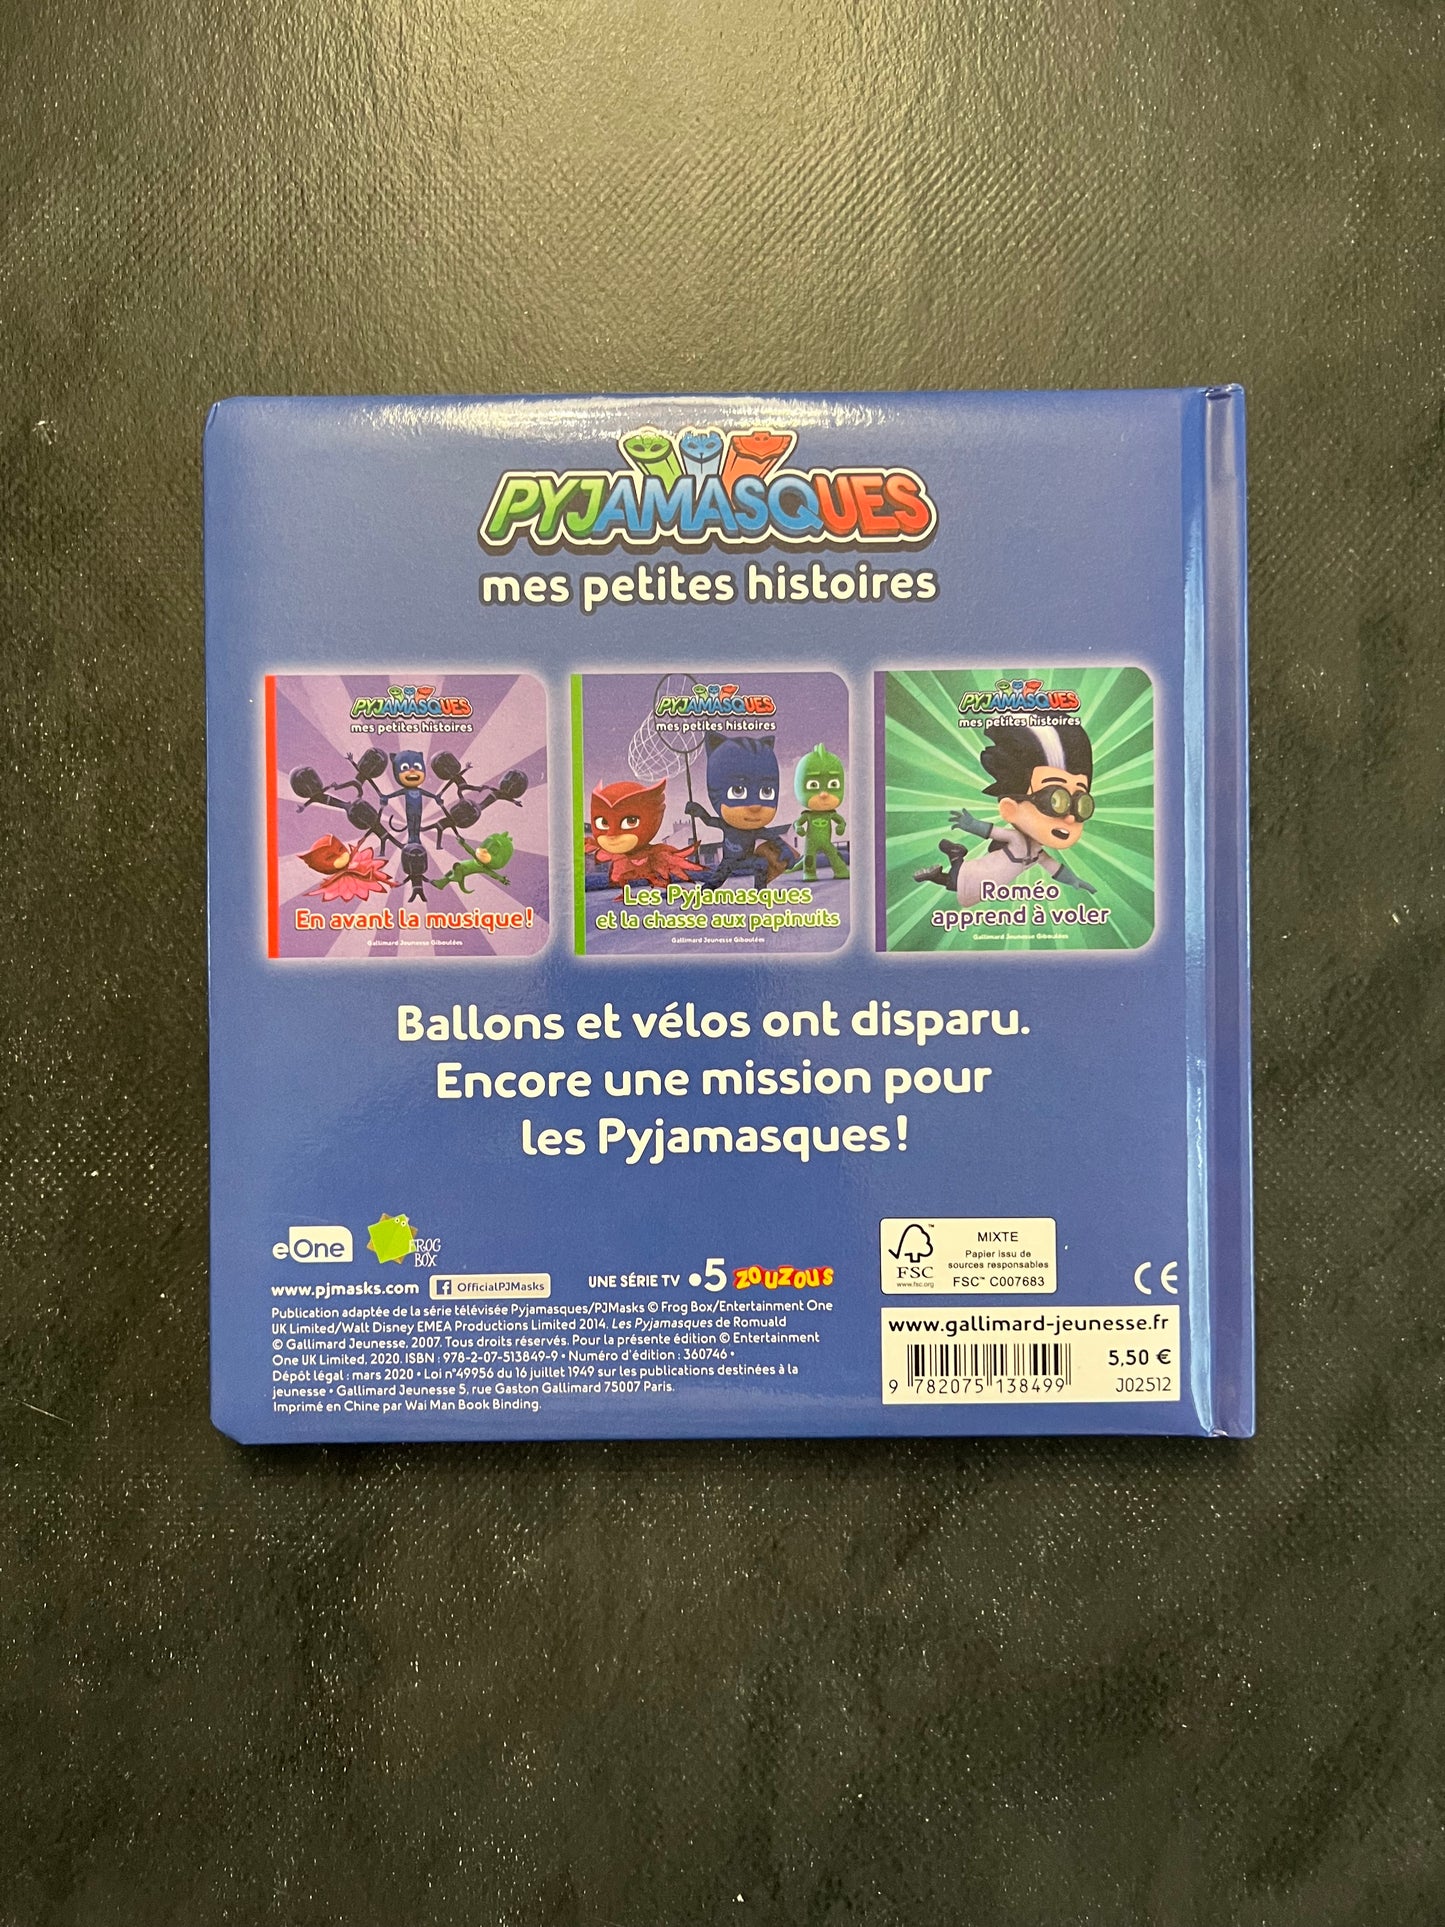 PYJAMASQUES
mes petites histoires
PYJAMASQUES
mes petites histoires
En avant la musique !
Gallimard Jeunesse Giboulées
PYJAMASQUES
mes petites histoires
Les Pyjamasques
et la chasse aux papinuits
Gallimard Jeunesse Giboulées
PYJAMASQUES
mes petites histoires
Roméo
apprend à voler
Gallimard Jeunesse Giboulées
Ballons et vélos ont disparu.
Encore une mission pour
les Pyjamasques !
eOne
FROG
BOX
www.pjmasks.com
f OfficialPJMasks
UNE SÉRIE TV •5 ZOUZOUS
Publication adaptée de la série télévisée Pyjamasques/PJMasks © Frog Box/Entertainment One
UK Limited/Walt Disney EMEA Productions Limited 2014. Les Pyjamasques de Romuald
© Gallimard Jeunesse, 2007. Tous droits réservés. Pour la présente édition © Entertainment
One UK Limited, 2020. ISBN : 978-2-07-513849-9 • Numéro d'édition : 360746 •
Dépôt légal : mars 2020 • Loi n°49956 du 16 juillet 1949 sur les publications destinées à la
jeunesse • Gallimard Jeunesse 5, rue Gaston Gallimard 75007 Paris.
Imprimé en Chine par Wai Man Book Binding.
FSC
www.fsc.org
MIXTE
Papier issu de
sources responsables
FSC™ C007683
CE
www.gallimard-jeunesse.fr
5,50 €
9 782075 138499
J02512